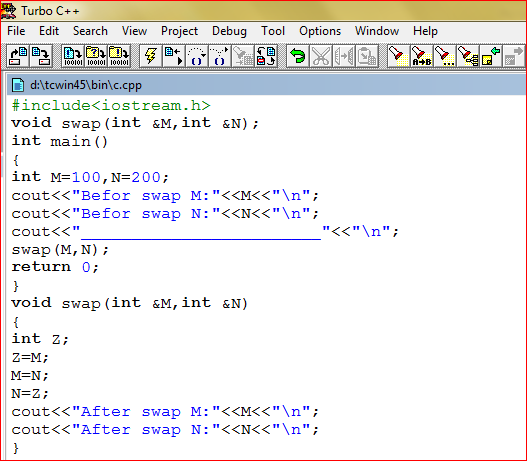 Turbo C++
File Edit Search View Project Debug Tool Options Window Help
d:\tcwin45\bin\c.cpp
#include<iostream.h>
void swap(int &M,int &N);
int main()
{
int M=100,N=200;
cout<<"Befor swap M:"<<M<<"\n";
cout<<"Befor swap N:"<<N<<"\n";
cout<<"________________________"<<"\n";
swap(M,N);
return 0;
}
void swap(int &M,int &N)
{
int Z;
Z=M;
M=N;
N=Z;
cout<<"After swap M:"<<M<<"\n";
cout<<"After swap N:"<<N<<"\n";
}